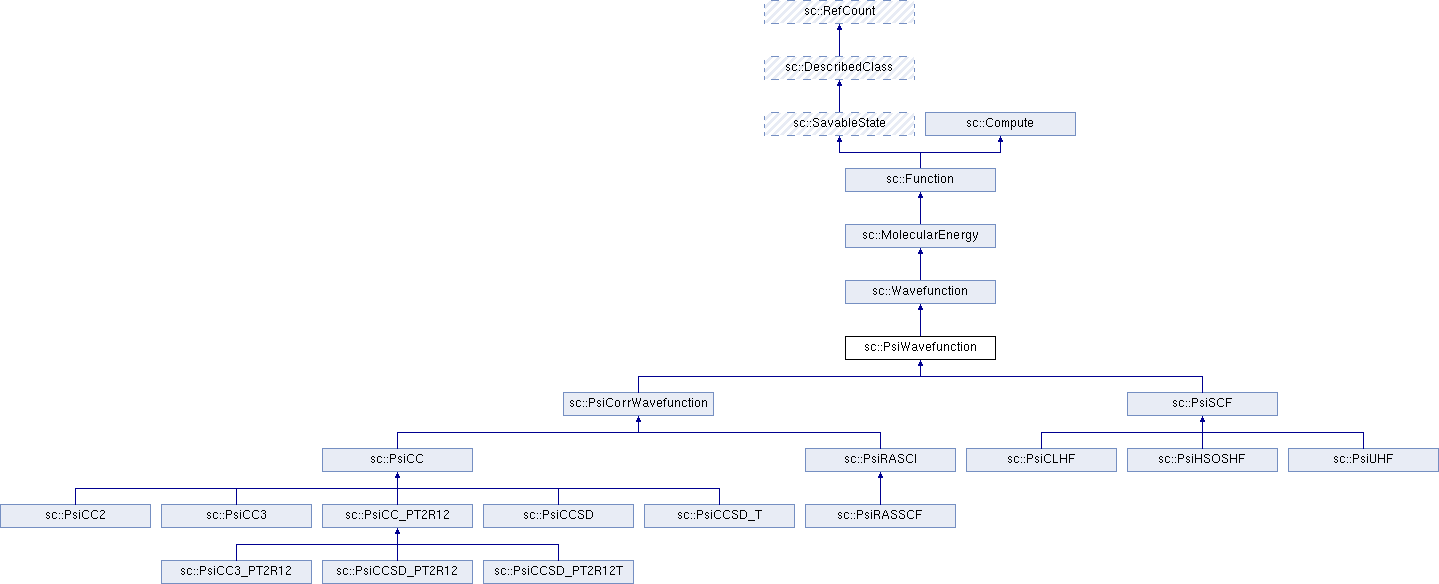 sc::RefCount
sc::DescribedClass
sc::SavableState
sc::Compute
sc::Function
sc::MolecularEnergy
sc::Wavefunction
sc::PsiWavefunction
sc::PsiCorrWavefunction
sc::PsiSCF
sc::PsiCC
sc::PsiRASCI
sc::PsiCLHF
sc::PsiHSOSHF
sc::PsiUHF
sc::PsiCC2
sc::PsiCC3
sc::PsiCC_PT2R12
sc::PsiCCSD
sc::PsiCCSD_T
sc::PsiRASSCF
sc::PsiCC3_PT2R12
sc::PsiCCSD_PT2R12
sc::PsiCCSD_PT2R12T